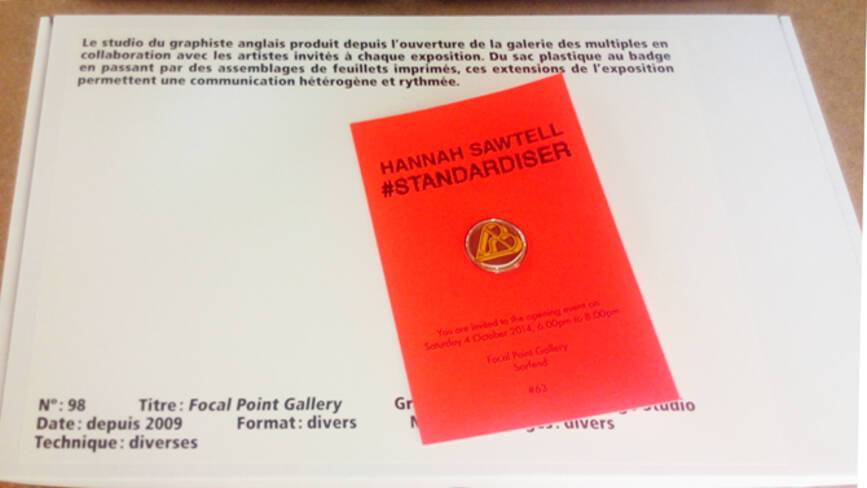 Le studio du graphiste anglais produit depuis l'ouverture de la galerie des multiples en
collaboration avec les artistes invités à chaque exposition. Du sac plastique au badge
en passant par des assemblages de feuillets imprimés, ces extensions de l'exposition
permettent une communication hétérogène et rythmée.
HANNAH SAWTELL
#STANDARDISER
You are invited to the opening event on
Saturday 4 October 2014, 6.00pm to 8.00pm
Focal Point Gallery
#63
N°: 98 Titre: Focal Point Gallery
Date: depuis 2009 Format: divers divers
Technique: diverses